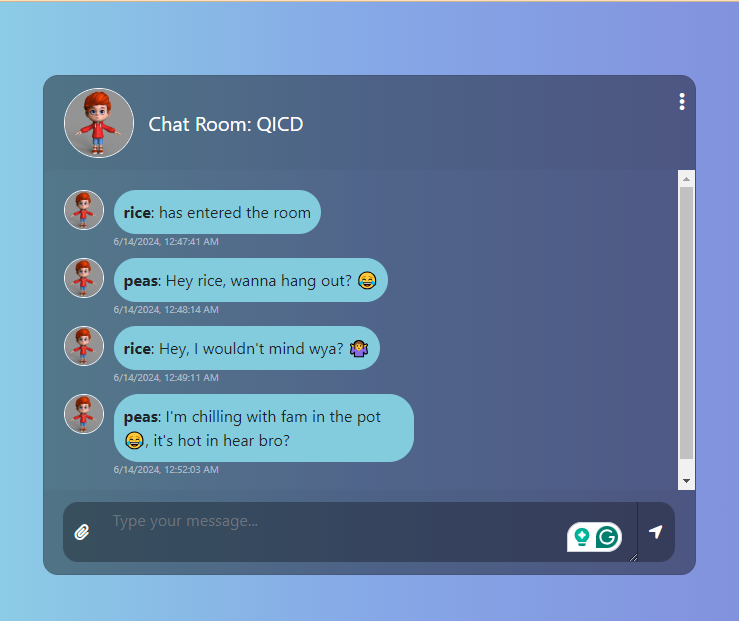 Chat Room: QICD
rice: has entered the room
6/14/2024, 12:47:41 AM
peas: Hey rice, wanna hang out? 😂
6/14/2024, 12:48:14 AM
rice: Hey, I wouldn't mind wya? 🤷‍♀️
6/14/2024, 12:49:11 AM
peas: I'm chilling with fam in the pot
😂, it's hot in hear bro?
6/14/2024, 12:52:03 AM
Type your message...